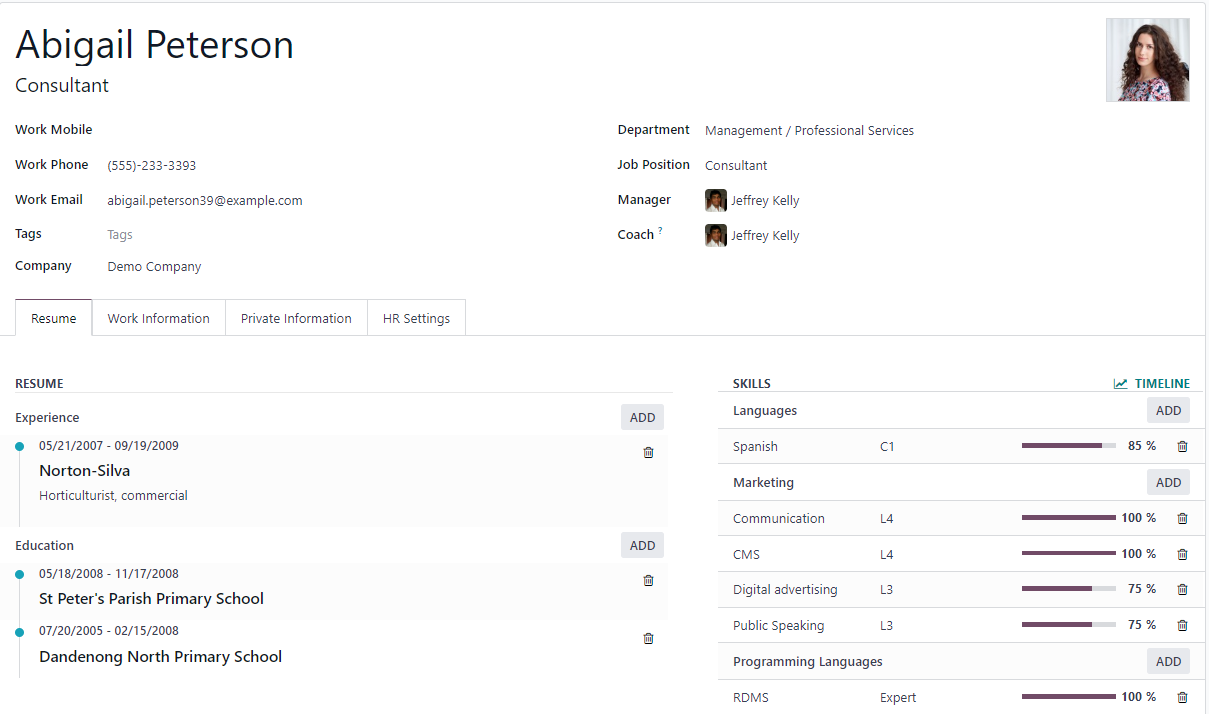 Abigail Peterson
Consultant
Work Mobile
Work Phone (555)-233-3393
Work Email abigail.peterson39@example.com
Tags Tags
Company Demo Company
Department Management / Professional Services
Job Position Consultant
Manager Jeffrey Kelly
Coach ? Jeffrey Kelly
Resume Work Information Private Information HR Settings
RESUME
Experience ADD
05/21/2007 - 09/19/2009
Norton-Silva
Horticulturist, commercial
Education ADD
05/18/2008 - 11/17/2008
St Peter's Parish Primary School
07/20/2005 - 02/15/2008
Dandenong North Primary School
SKILLS TIMELINE
Languages ADD
Spanish C1 85 %
Marketing ADD
Communication L4 100 %
CMS L4 100 %
Digital advertising L3 75 %
Public Speaking L3 75 %
Programming Languages ADD
RDMS Expert 100 %